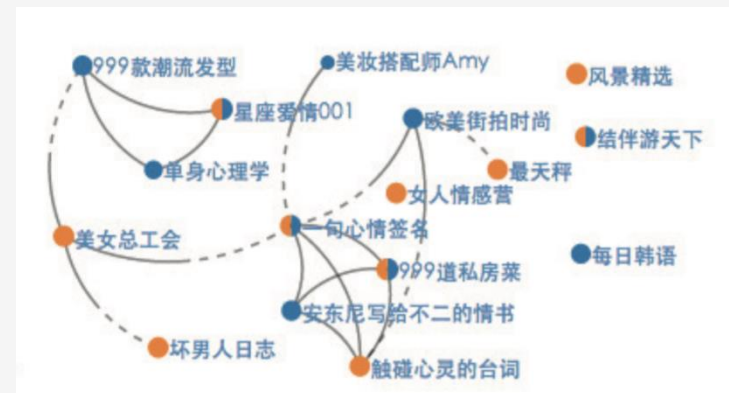 999款潮流发型
美妆搭配师Amy
风景精选
星座爱情001
欧美街拍时尚
结伴游天下
单身心理学
最天秤
女人情感营
一句心情签名
美女总工会
每日韩语
999道私房菜
安东尼写给不二的情书
坏男人日志
触碰心灵的台词